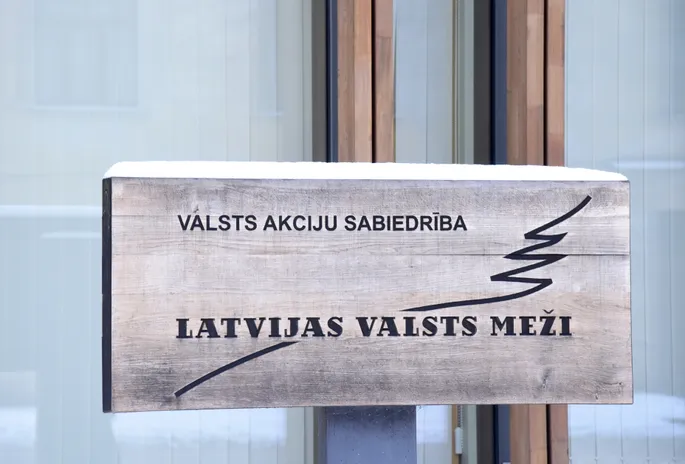 VALSTS AKCIJU SABIEDRĪBA
LATVIJAS VALSTS MEŽI